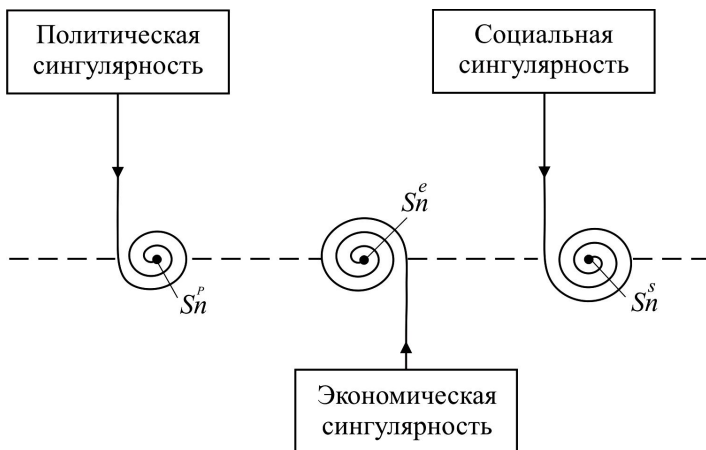 Политическая
сингулярность
Социальная
сингулярность
Sn^e
Sn^P
Sn^s
Экономическая
сингулярность